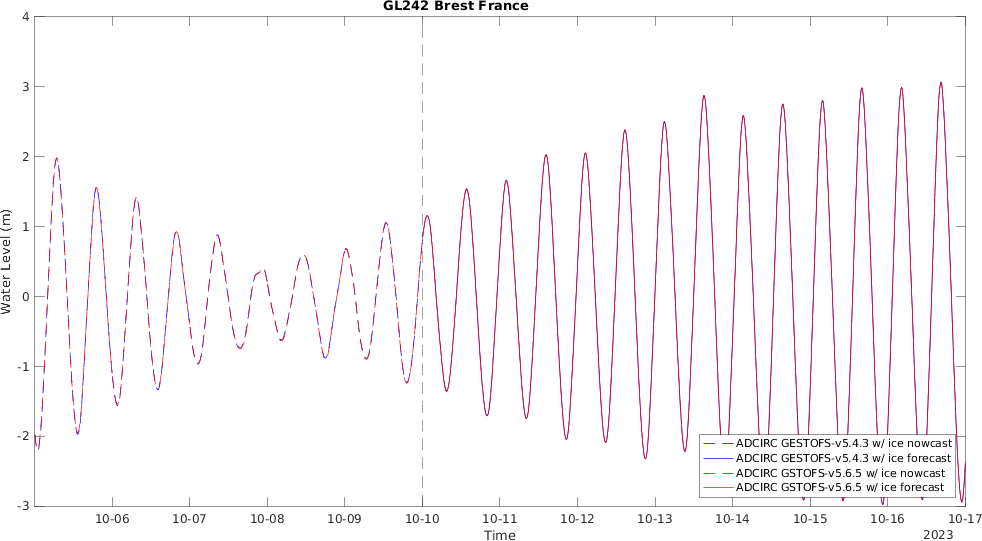 GL242 Brest France
4
3
2
1
0
-1
-2
-3
Water Level (m)
ADCIRC GESTOFS-v5.4.3 w/ ice nowcast
ADCIRC GESTOFS-v5.4.3 w/ ice forecast
ADCIRC GSTOFS-v5.6.5 w/ ice nowcast
ADCIRC GSTOFS-v5.6.5 w/ ice forecast
10-06 10-07 10-08 10-09 10-10 10-11 10-12 10-13 10-14 10-15 10-16 10-17
Time
2023